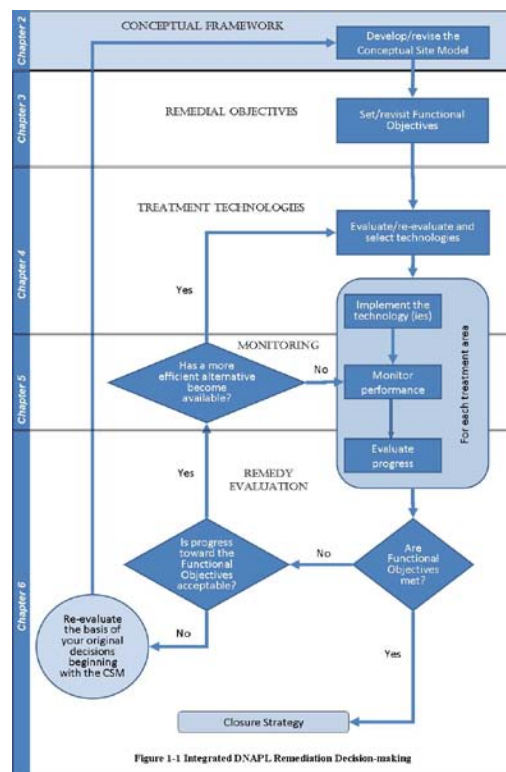 Chapter 2
CONCEPTUAL FRAMEWORK
Develop/revise the
Conceptual Site Model
Chapter 3
REMEDIAL OBJECTIVES
Set/revisit Functional
Objectives
Chapter 4
TREATMENT TECHNOLOGIES
Evaluate/re-evaluate and
select technologies
Yes
Implement the
technology (ies)
For each treatment area
Chapter 5
MONITORING
Has a more
efficient alternative
become
available?
No
Monitor
performance
Evaluate
progress
Chapter 6
Yes
REMEDY
EVALUATION
Is progress
toward the
Functional
Objectives
acceptable?
No
Are
Functional
Objectives
met?
No
Re-evaluate
the basis of
your original
decisions
beginning
with the CSM
Yes
Closure Strategy
Figure 1-1 Integrated DNAPL Remediation Decision-making